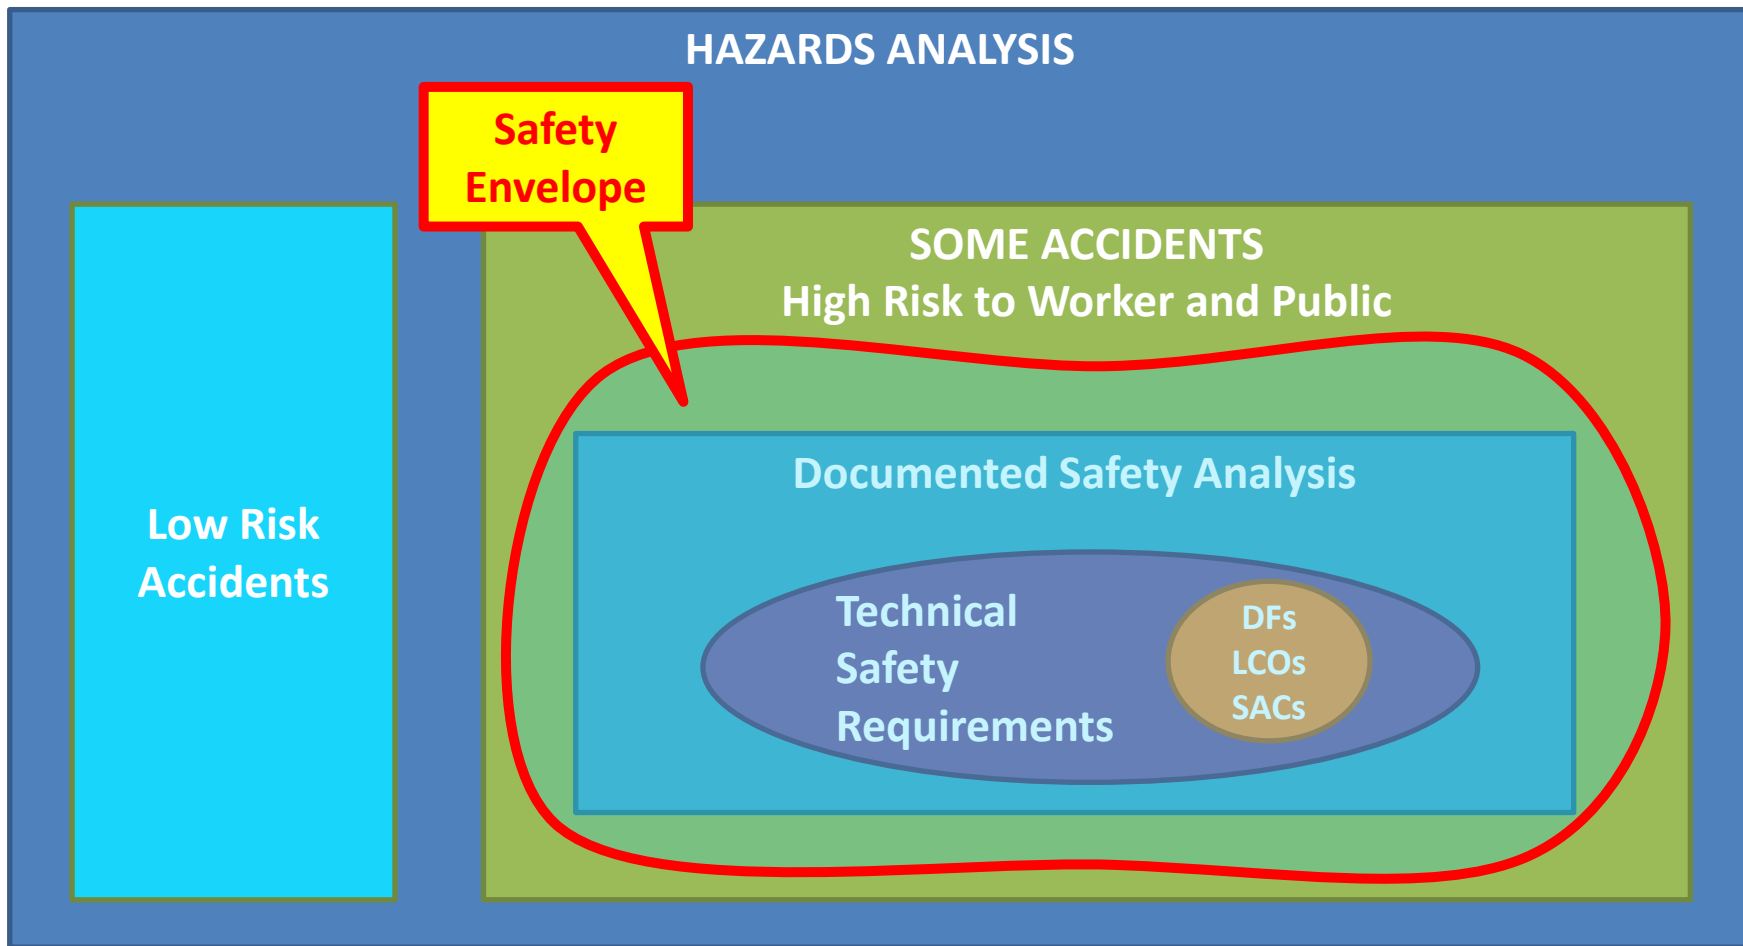 HAZARDS ANALYSIS
Safety
Envelope
SOME ACCIDENTS
High Risk to Worker and Public
Low Risk
Accidents
Documented Safety Analysis
Technical
Safety
Requirements
DFs
LCOs
SACs